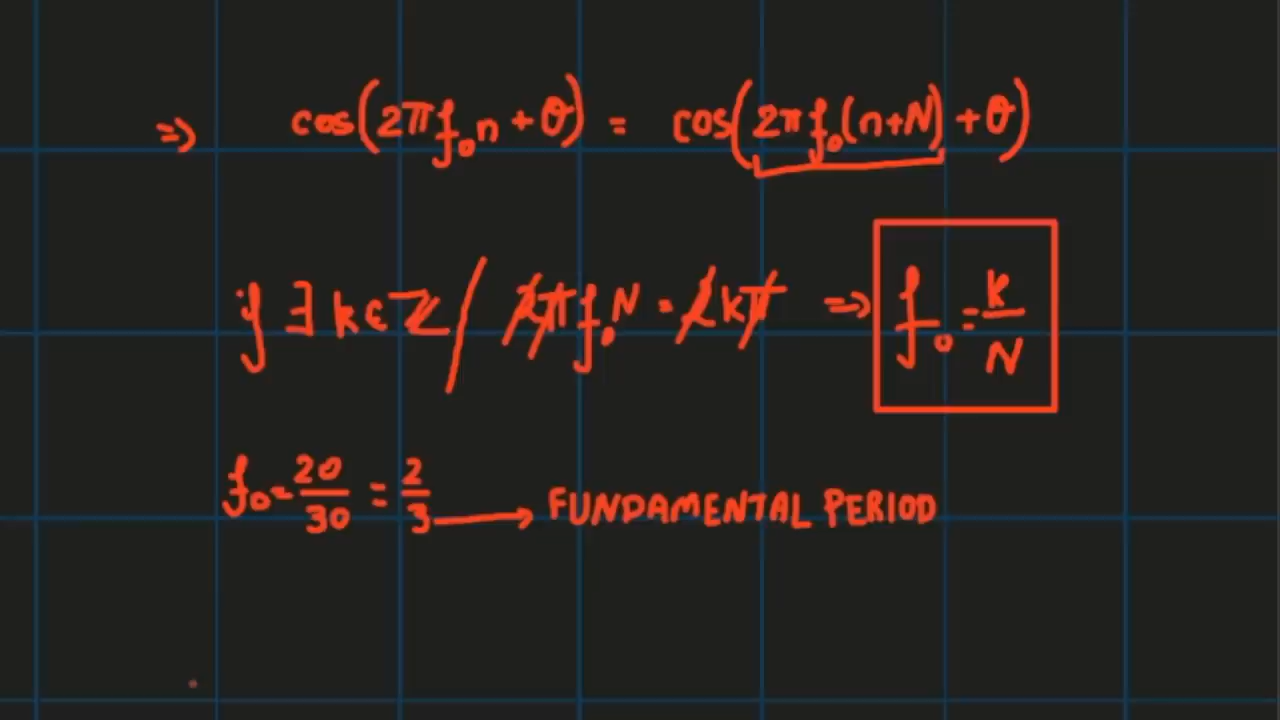 => cos(2πf₀n + θ) = cos(2πf₀(n+N) + θ)
if ∃ k ∈ ℤ / 2πf₀N = 2kπ => f₀ = k/N
f₀ = 20/30 = 2/3 → FUNDAMENTAL PERIOD